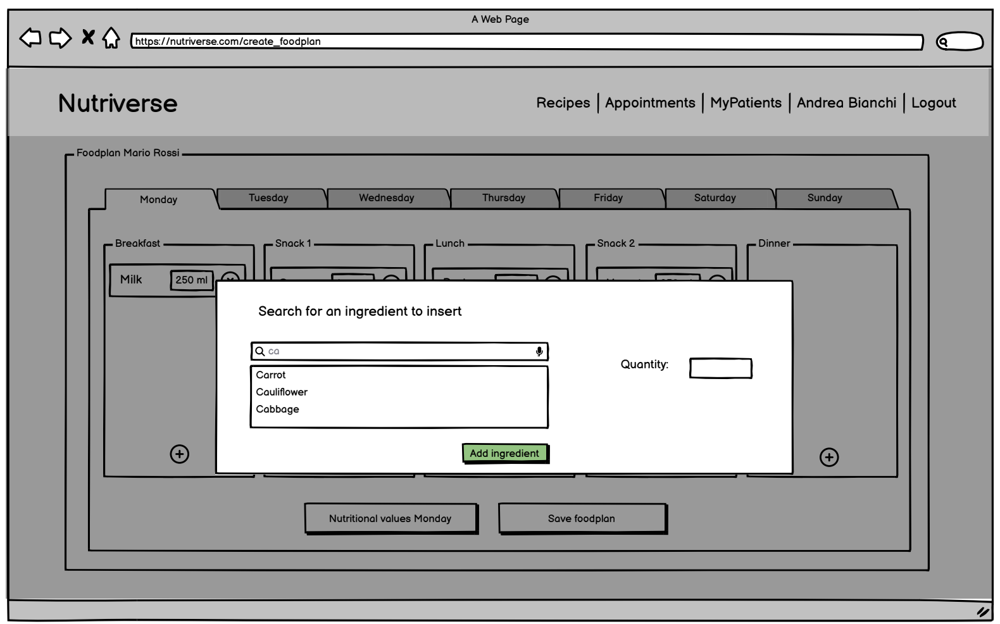 A Web Page
https://nutriverse.com/create_foodplan
Nutriverse
Recipes
Appointments
MyPatients
Andrea Bianchi
Logout
Foodplan Mario Rossi
Monday
Tuesday
Wednesday
Thursday
Friday
Saturday
Sunday
Breakfast
Snack 1
Lunch
Snack 2
Dinner
Milk
250 ml
Search for an ingredient to insert
ca
Carrot
Cauliflower
Cabbage
Quantity:
Add ingredient
Nutritional values Monday
Save foodplan